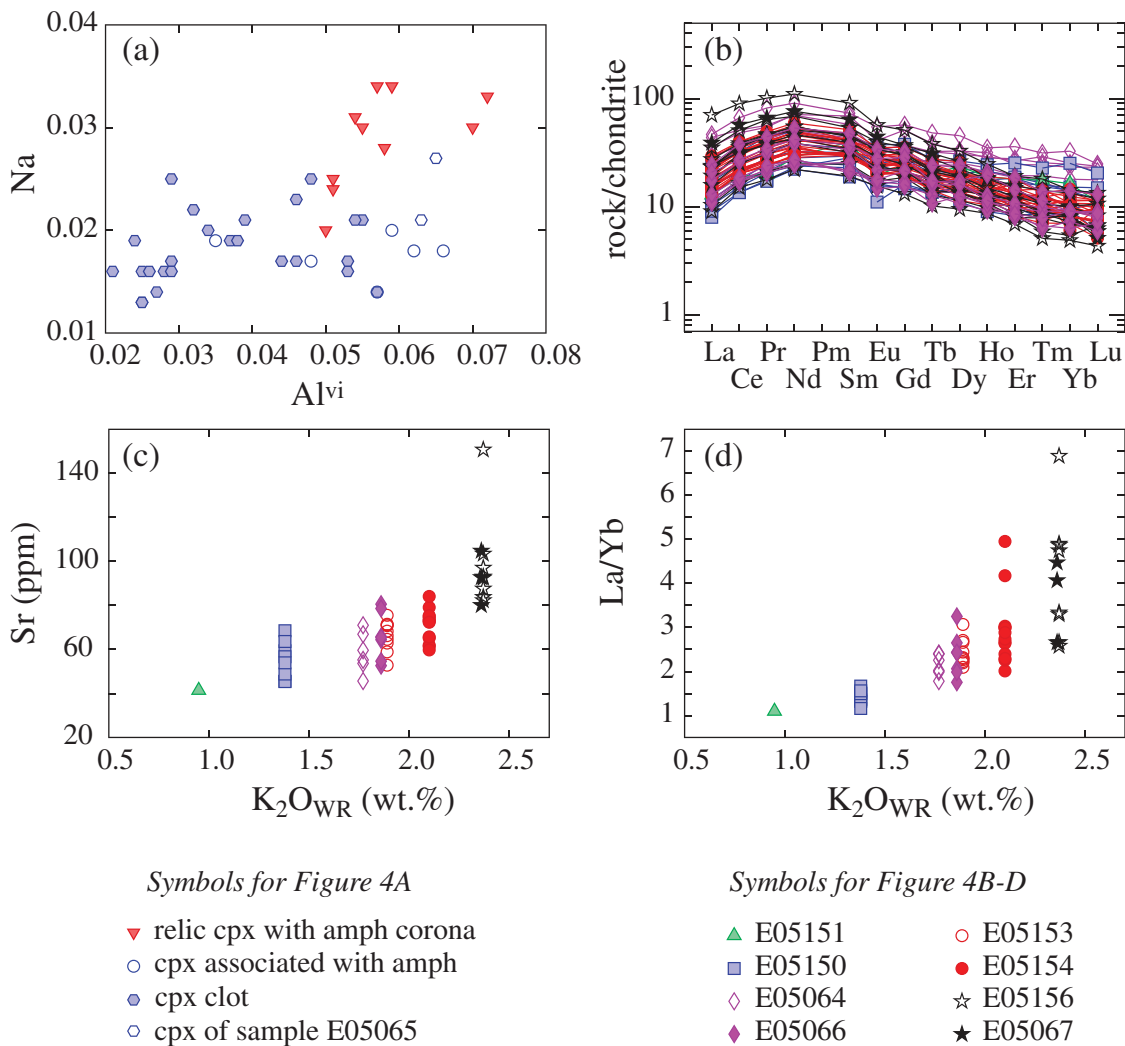 (a)
Na
0.04
0.03
0.02
0.01
0.02 0.03 0.04 0.05 0.06 0.07 0.08
Alvi
(b)
rock/chondrite
100
10
1
La Pr Pm Eu Tb Ho Tm Lu
Ce Nd Sm Gd Dy Er Yb
(c)
Sr (ppm)
140
100
60
20
0.5 1.0 1.5 2.0 2.5
K2OWR (wt.%)
(d)
La/Yb
7
6
5
4
3
2
1
0.5 1.0 1.5 2.0 2.5
K2OWR (wt.%)
Symbols for Figure 4A
relic cpx with amph corona
cpx associated with amph
cpx clot
cpx of sample E05065
Symbols for Figure 4B-D
E05151 E05153
E05150 E05154
E05064 E05156
E05066 E05067